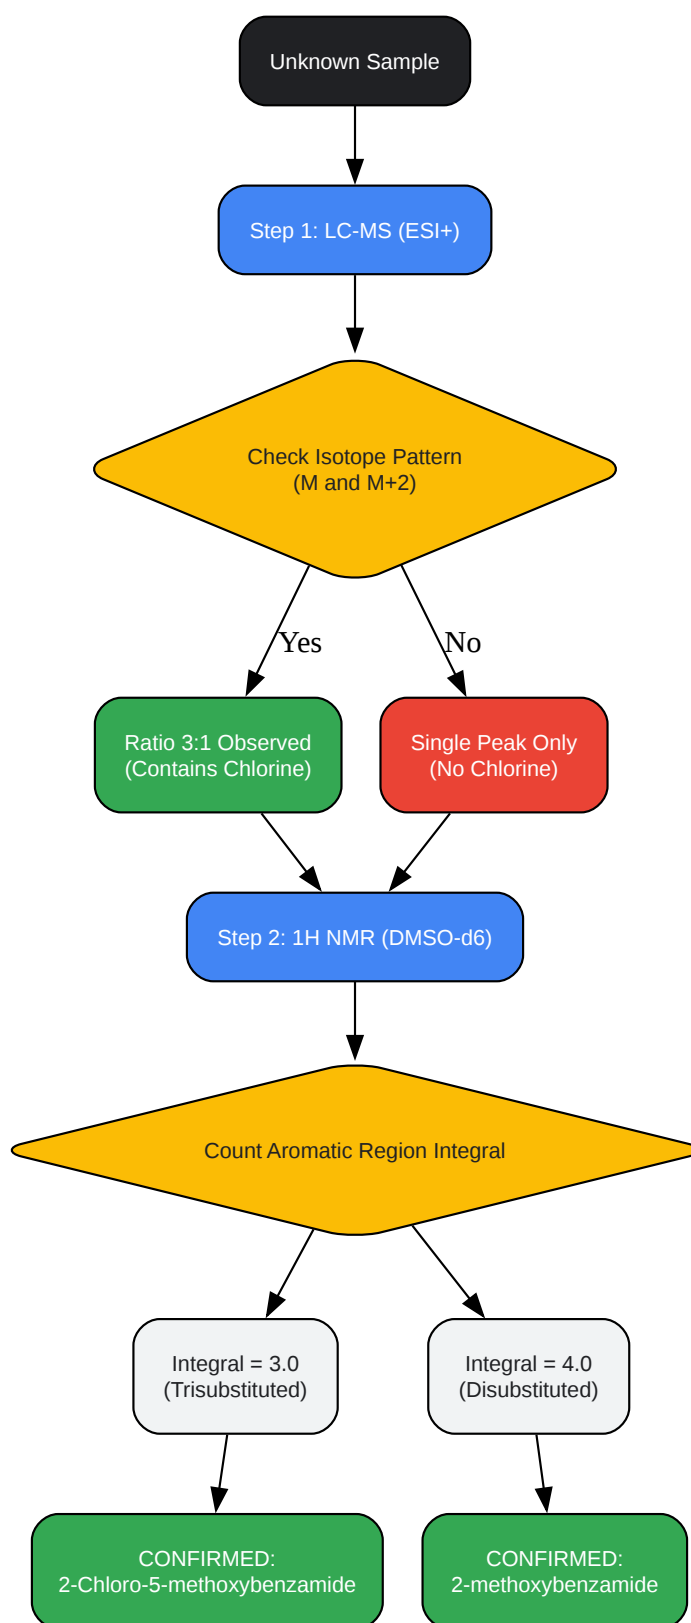 Unknown Sample
Step 1: LC-MS (ESI+)
Check Isotope Pattern
(M and M+2)
Yes
No
Ratio 3:1 Observed
(Contains Chlorine)
Single Peak Only
(No Chlorine)
Step 2: 1H NMR (DMSO-d6)
Count Aromatic Region Integral
Integral = 3.0
(Trisubstituted)
Integral = 4.0
(Disubstituted)
CONFIRMED:
2-Chloro-5-methoxybenzamide
CONFIRMED:
2-methoxybenzamide